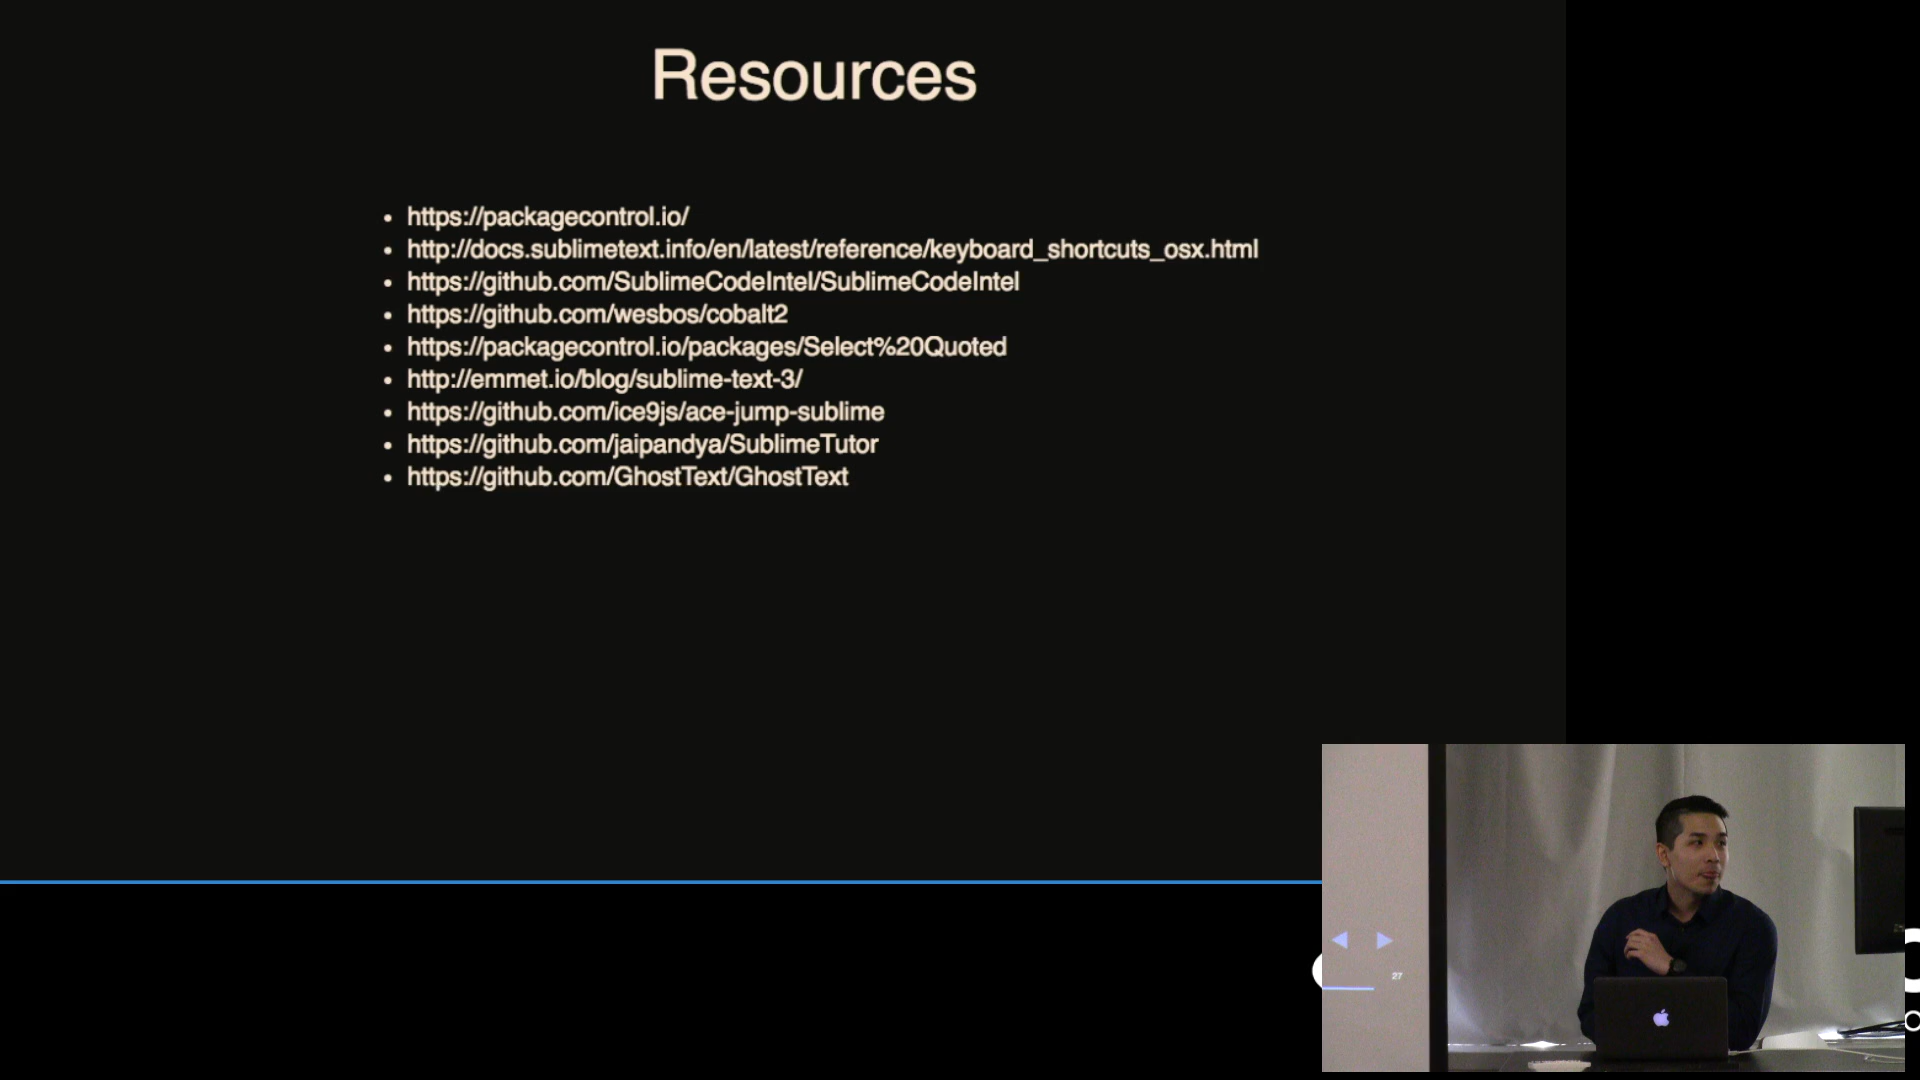 Resources
https://packagecontrol.io/
http://docs.sublimetext.info/en/latest/reference/keyboard_shortcuts_osx.html
https://github.com/SublimeCodeIntel/SublimeCodeIntel
https://github.com/wesbos/cobalt2
https://packagecontrol.io/packages/Select%20Quoted
http://emmet.io/blog/sublime-text-3/
https://github.com/ice9js/ace-jump-sublime
https://github.com/jaipandya/SublimeTutor
https://github.com/GhostText/GhostText
27